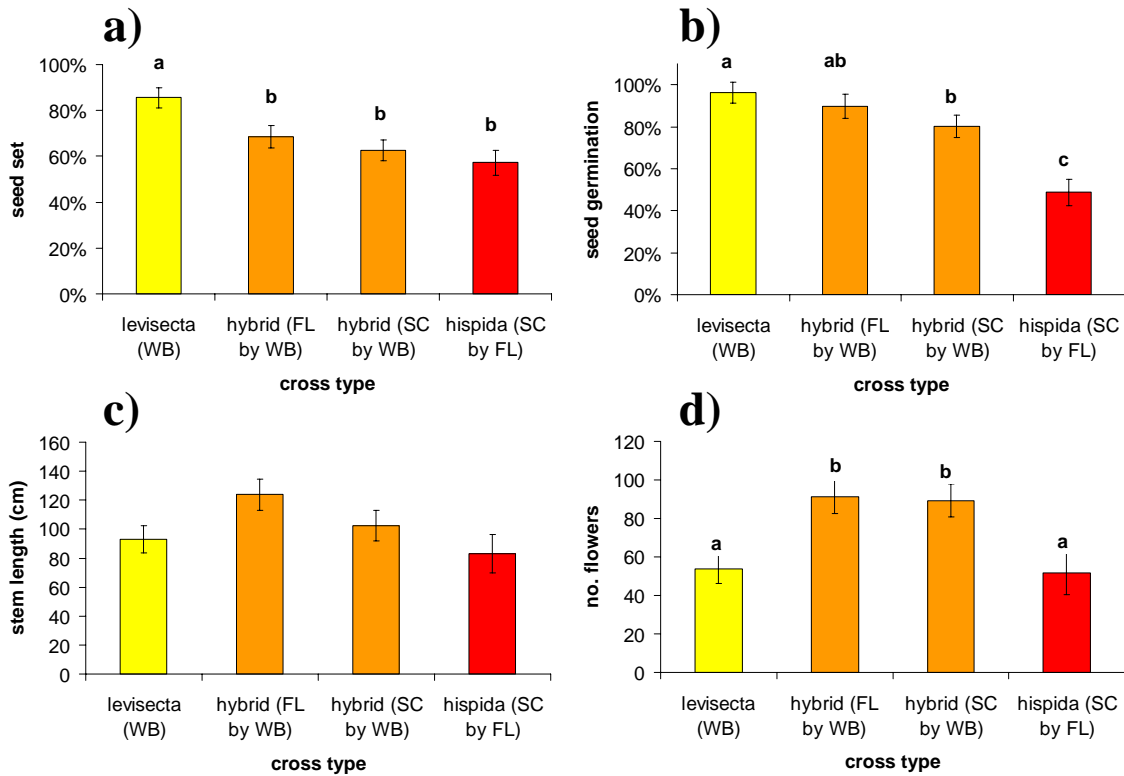 a)
100%
80%
60%
40%
20%
0%
seed set
a
b
b
b
levisecta
(WB)
hybrid (FL
by WB)
hybrid (SC
by WB)
hispida (SC
by FL)
cross type
b)
100%
80%
60%
40%
20%
0%
seed germination
a
ab
b
c
levisecta
(WB)
hybrid (FL
by WB)
hybrid (SC
by WB)
hispida (SC
by FL)
cross type
c)
160
140
120
100
80
60
40
20
0
stem length (cm)
levisecta
(WB)
hybrid (FL
by WB)
hybrid (SC
by WB)
hispida (SC
by FL)
cross type
d)
120
100
80
60
40
20
0
no. flowers
a
b
b
a
levisecta
(WB)
hybrid (FL
by WB)
hybrid (SC
by WB)
hispida (SC
by FL)
cross type